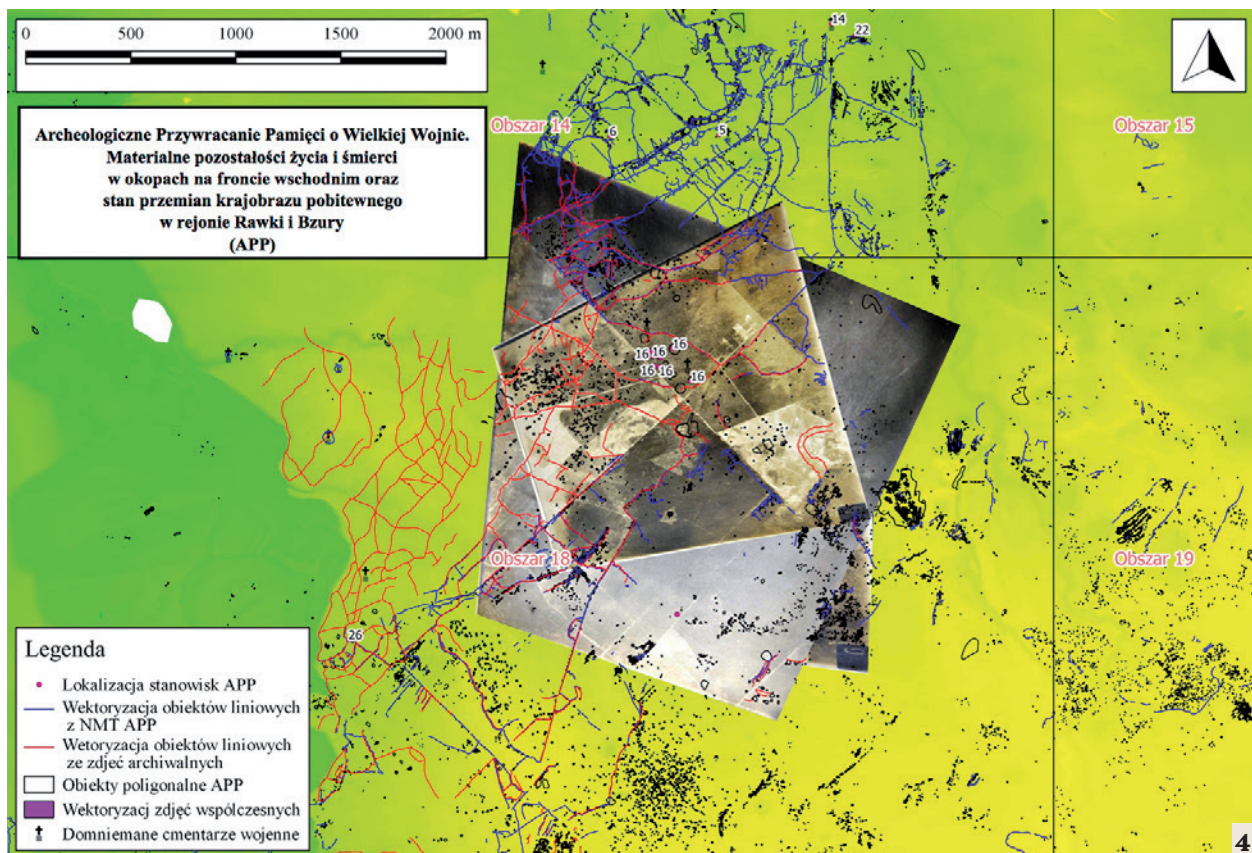 0 500 1000 1500 2000 m
Archeologiczne Przywracanie Pamięci o Wielkiej Wojnie.
Materialne pozostałości życia i śmierci
w okopach na froncie wschodnim oraz
stan przemian krajobrazu pobitewnego
w rejonie Rawki i Bzury
(APP)
14
22
Obszar 14
6
5
Obszar 15
16
16 16
16 16
16
Obszar 18
Obszar 19
26
Legenda
Lokalizacja stanowisk APP
Wektoryzacja obiektów liniowych
z NMT APP
Wetoryzacja obiektów liniowych
ze zdjęć archiwalnych
Obiekty poligonalne APP
Wektoryzacj zdjęć współczesnych
Domniemane cmentarze wojenne
4